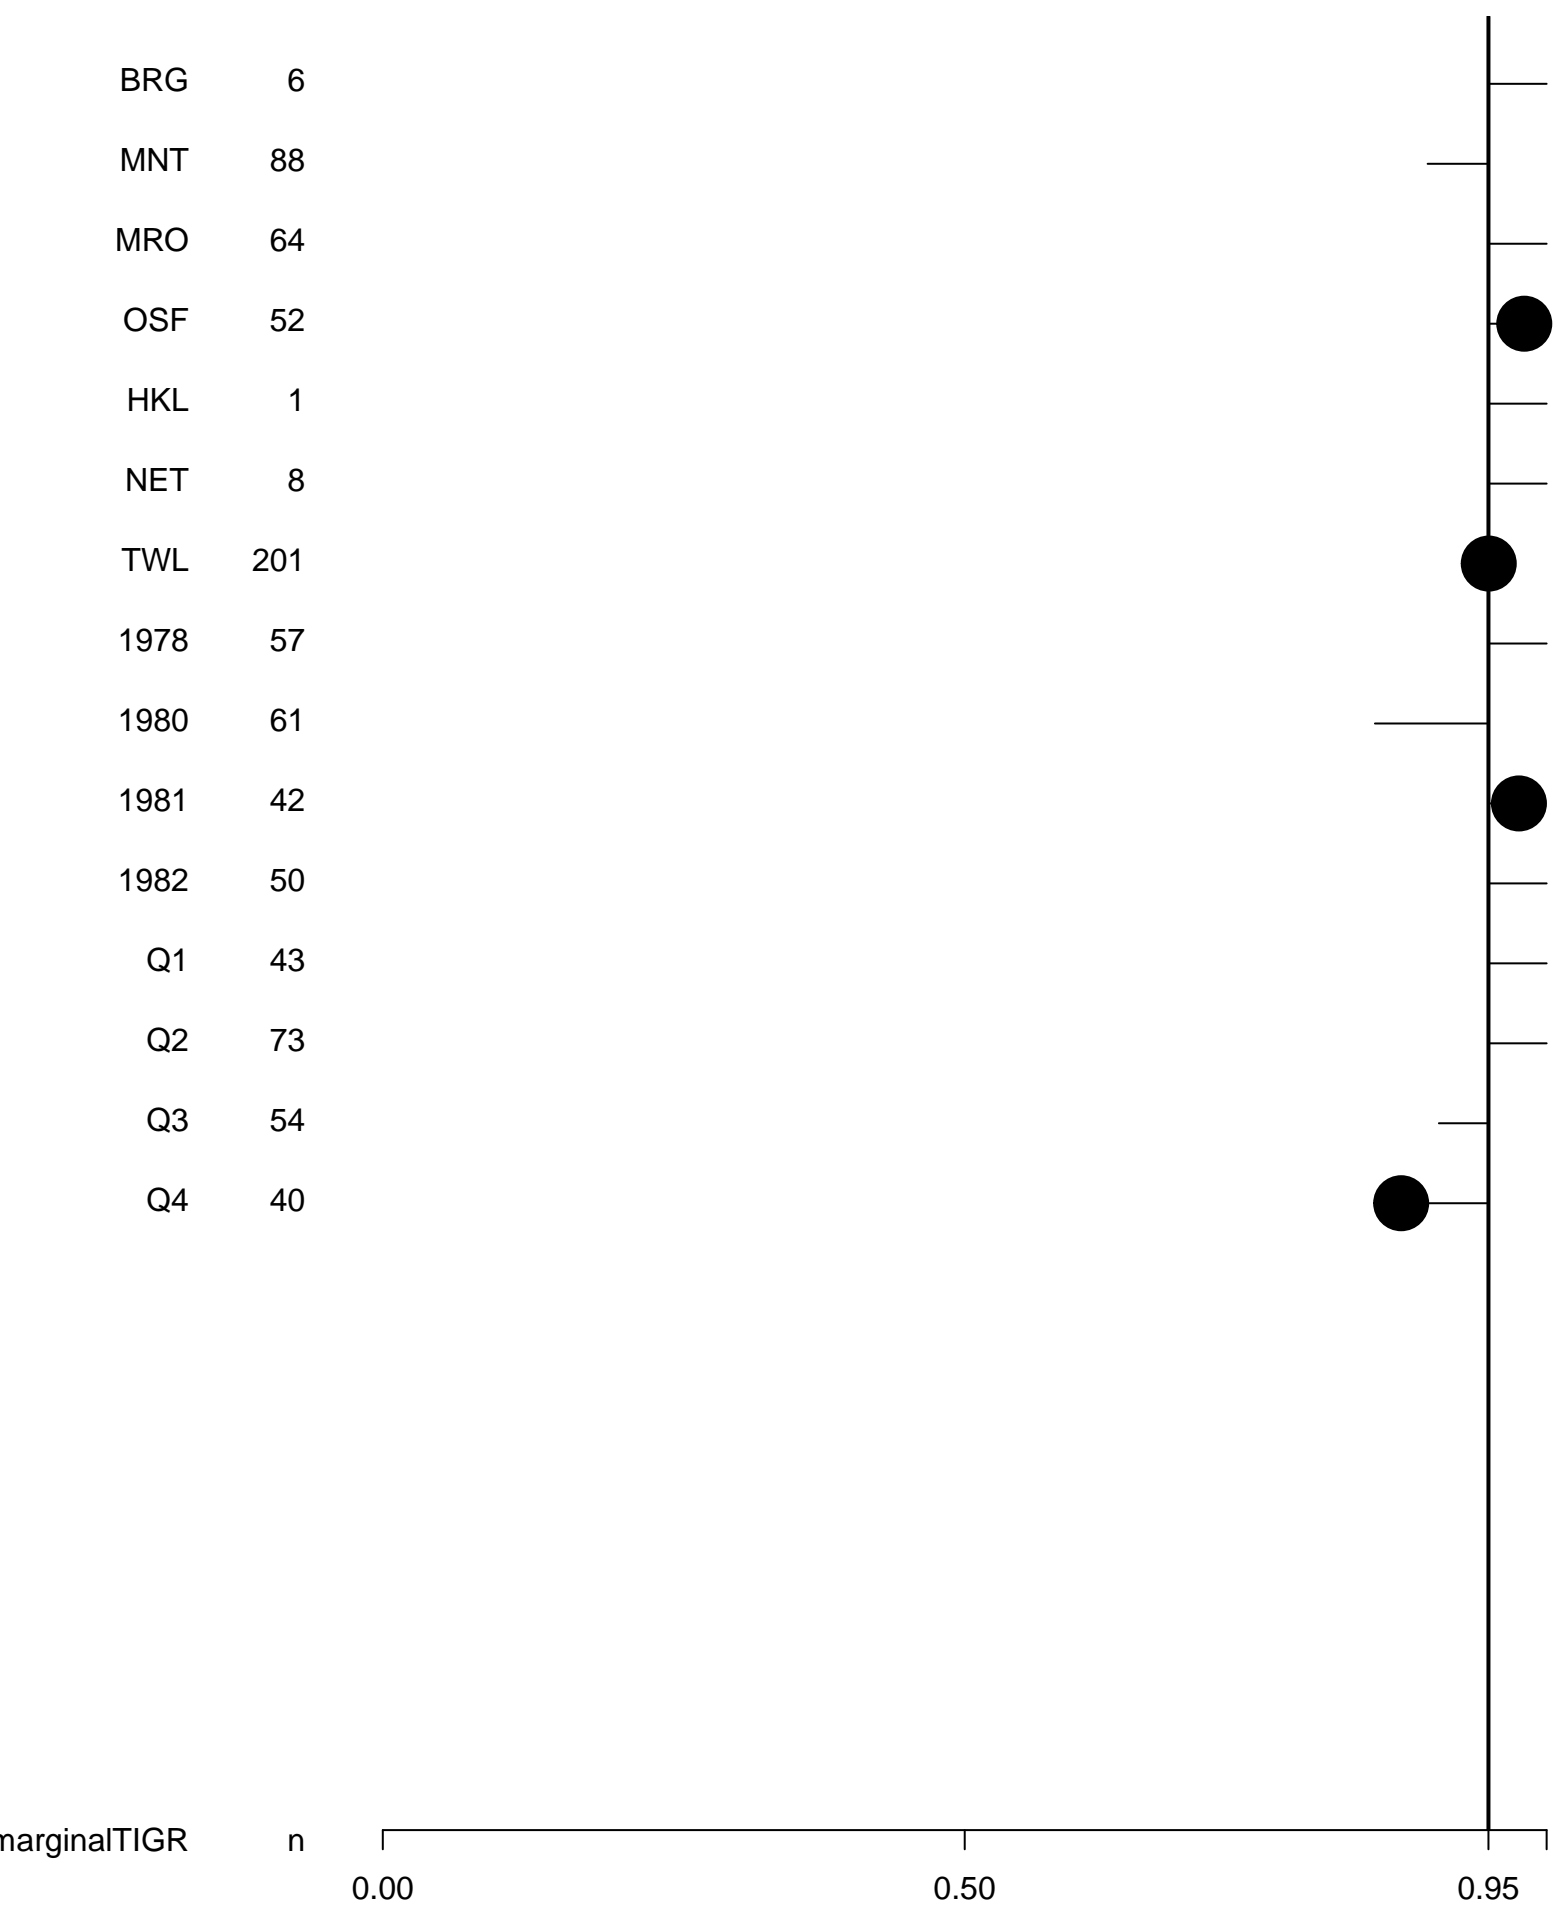 BRG 6
MNT 88
MRO 64
OSF 52
HKL 1
NET 8
TWL 201
1978 57
1980 61
1981 42
1982 50
Q1 43
Q2 73
Q3 54
Q4 40
marginalTIGR n
0.00 0.50 0.95